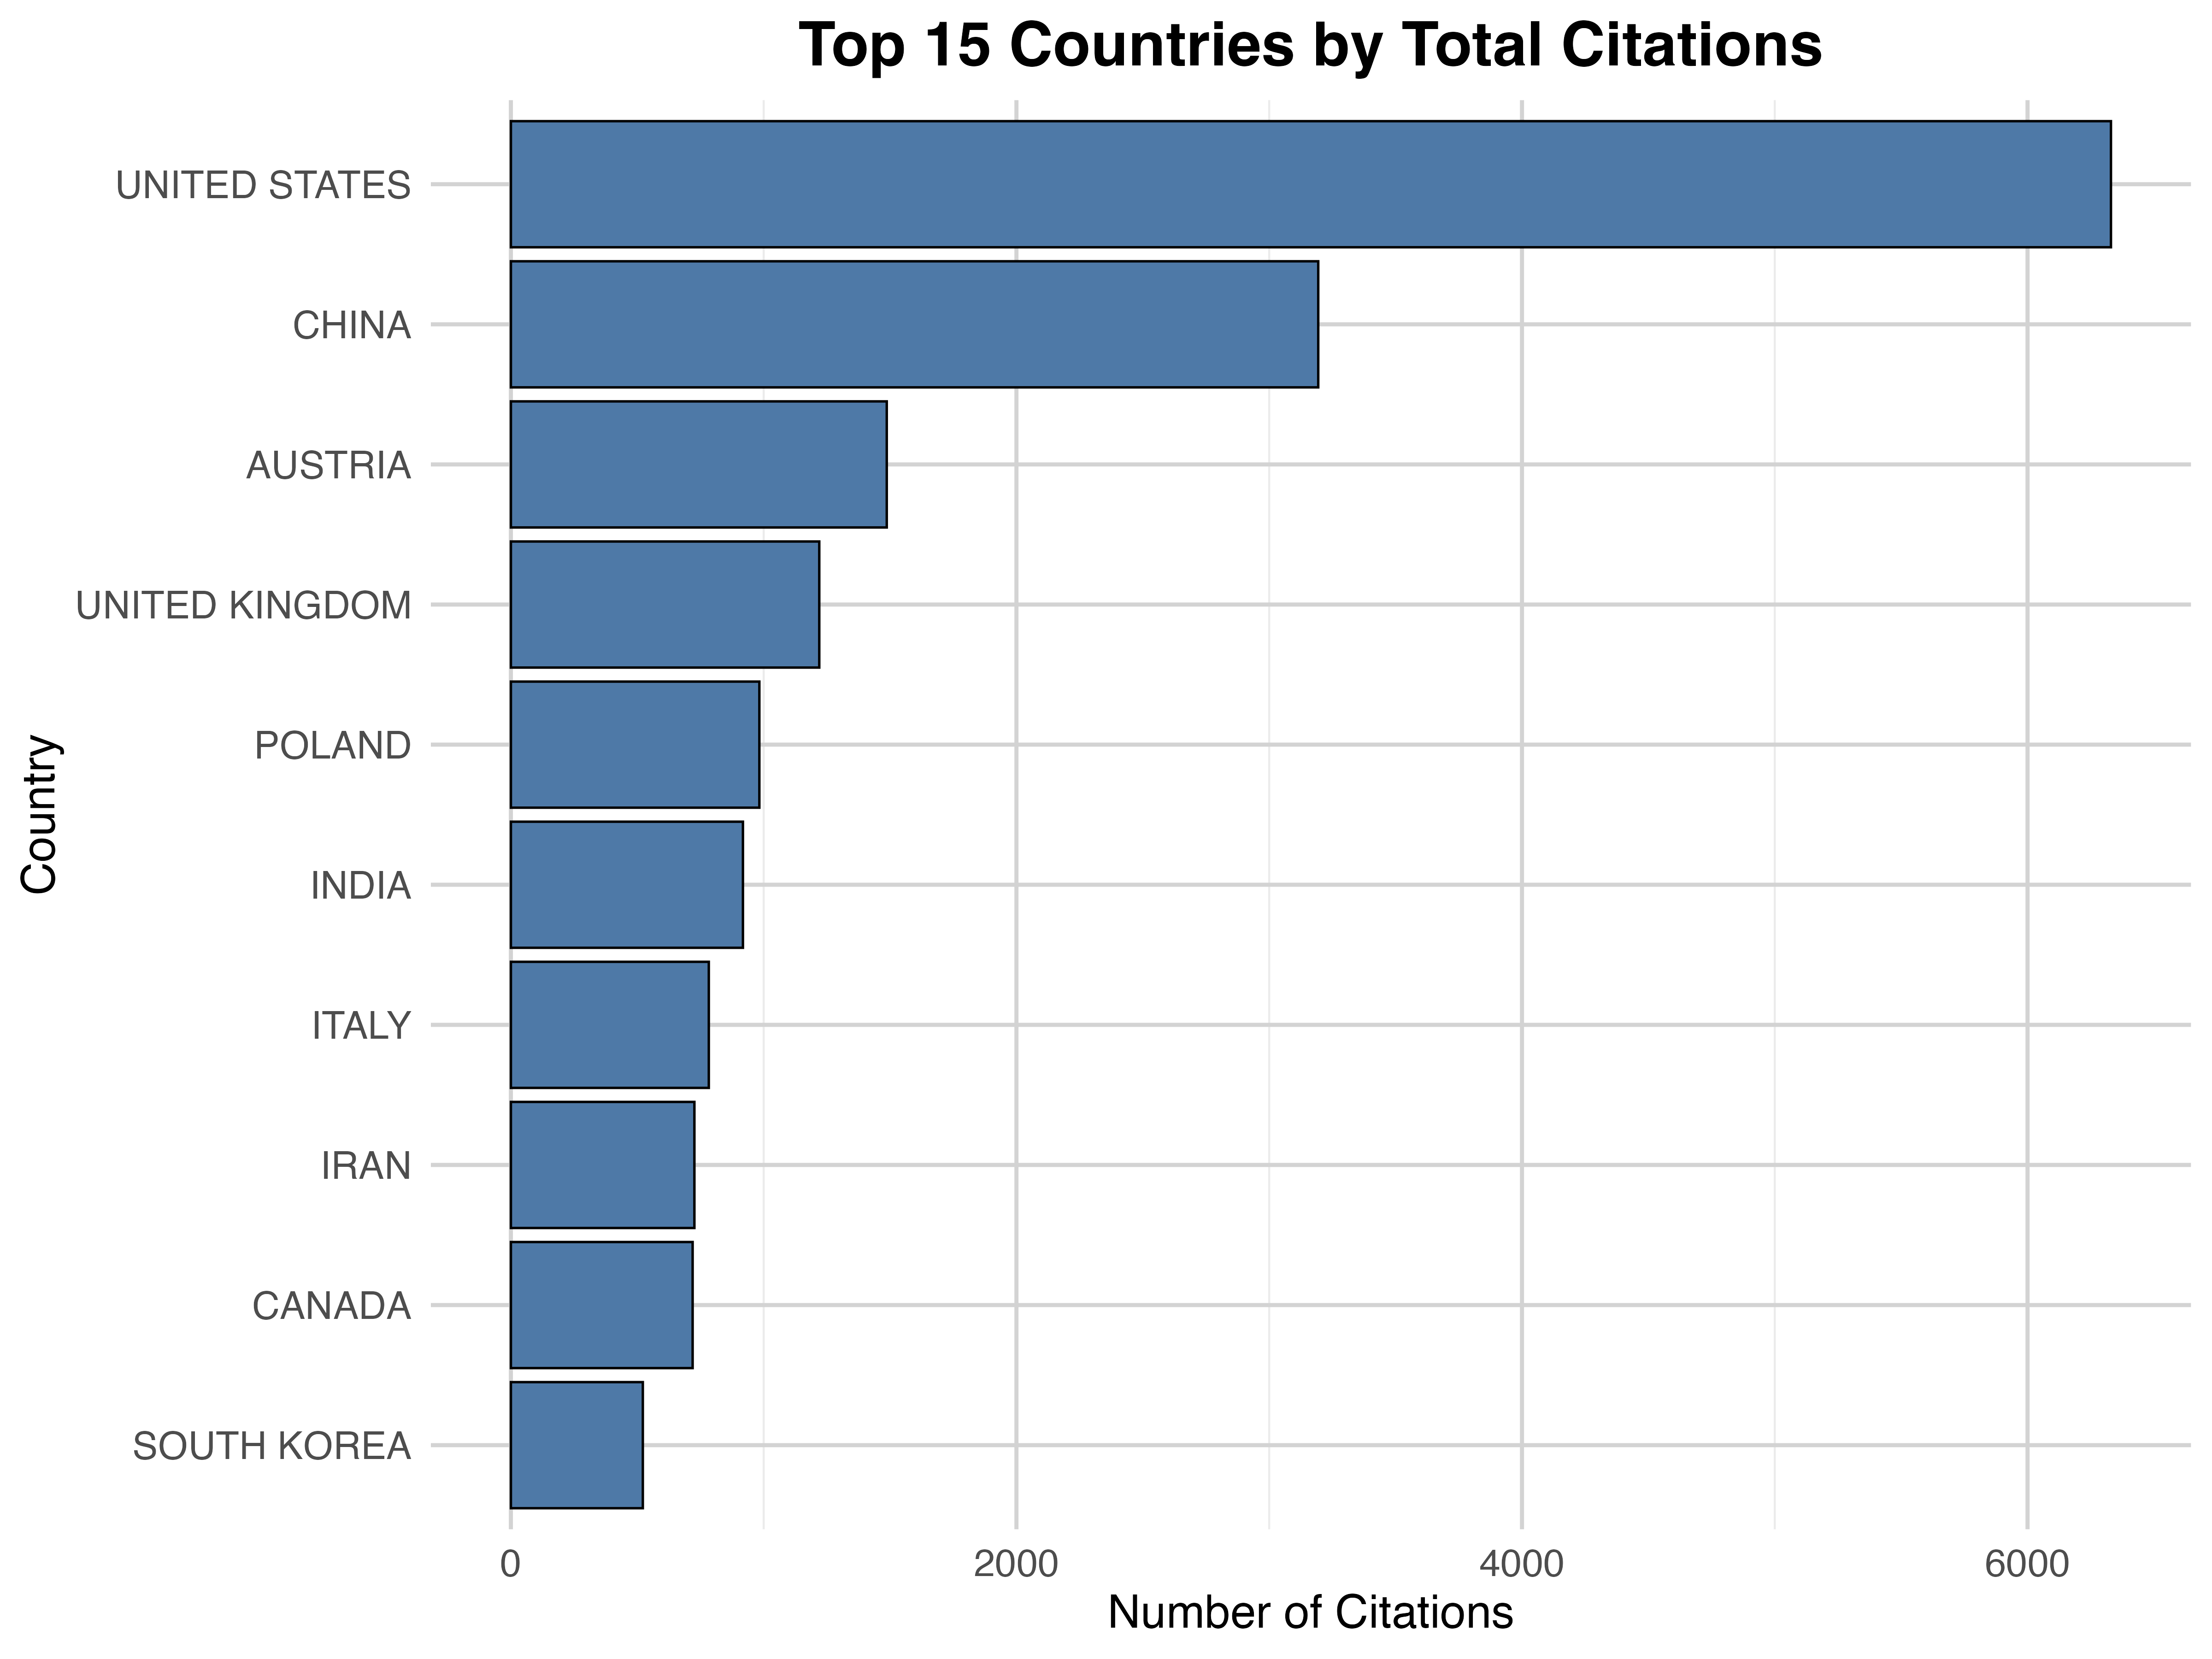 Top 15 Countries by Total Citations
UNITED STATES
CHINA
AUSTRIA
UNITED KINGDOM
POLAND
INDIA
ITALY
IRAN
CANADA
SOUTH KOREA
Country
0 2000 4000 6000
Number of Citations